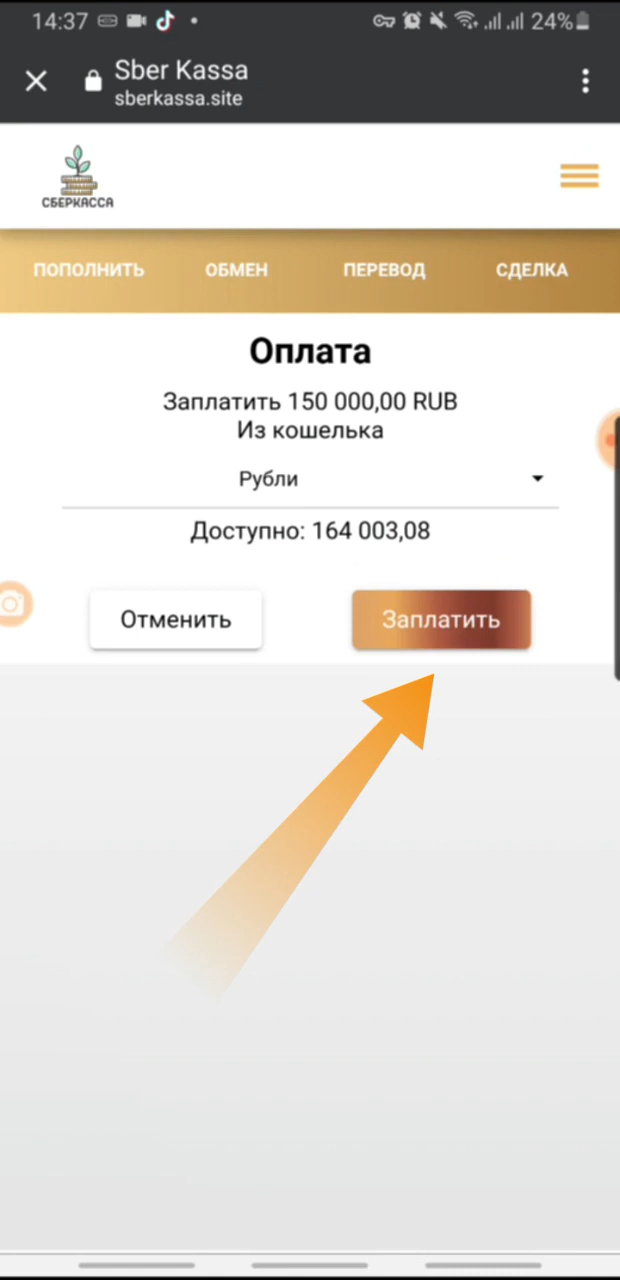 14:37
24%
Sber Kassa
sberkassa.site
СБЕРКАССА
ПОПОЛНИТЬ ОБМЕН ПЕРЕВОД СДЕЛКА
Оплата
Заплатить 150 000,00 RUB
Из кошелька
Рубли
Доступно: 164 003,08
Отменить Заплатить